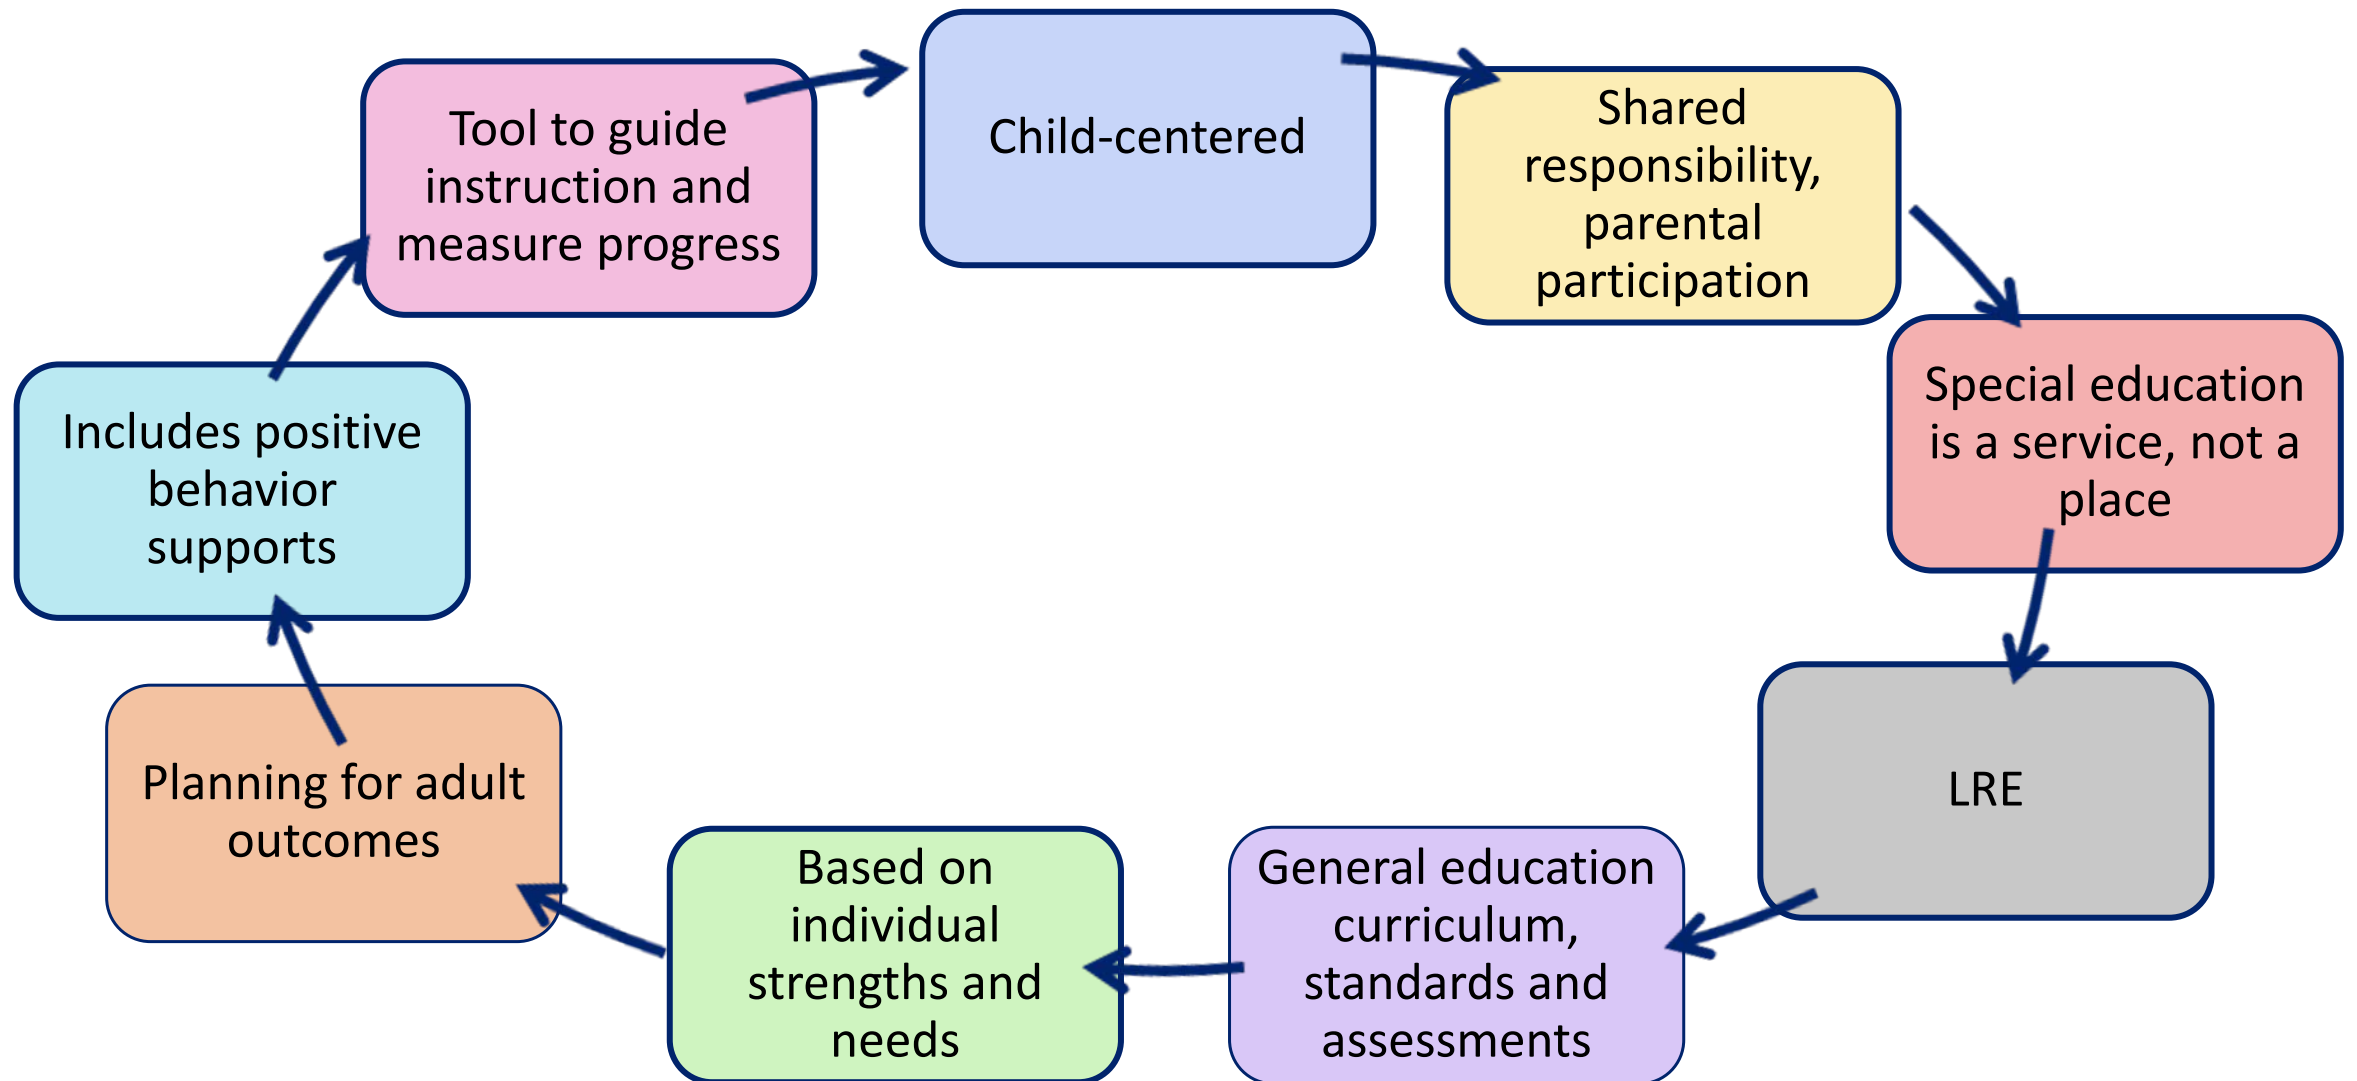 Child-centered
Shared
responsibility,
parental
participation
Special education
is a service, not a
place
LRE
General education
curriculum,
standards and
assessments
Based on
individual
strengths and
needs
Planning for adult
outcomes
Includes positive
behavior
supports
Tool to guide
instruction and
measure progress